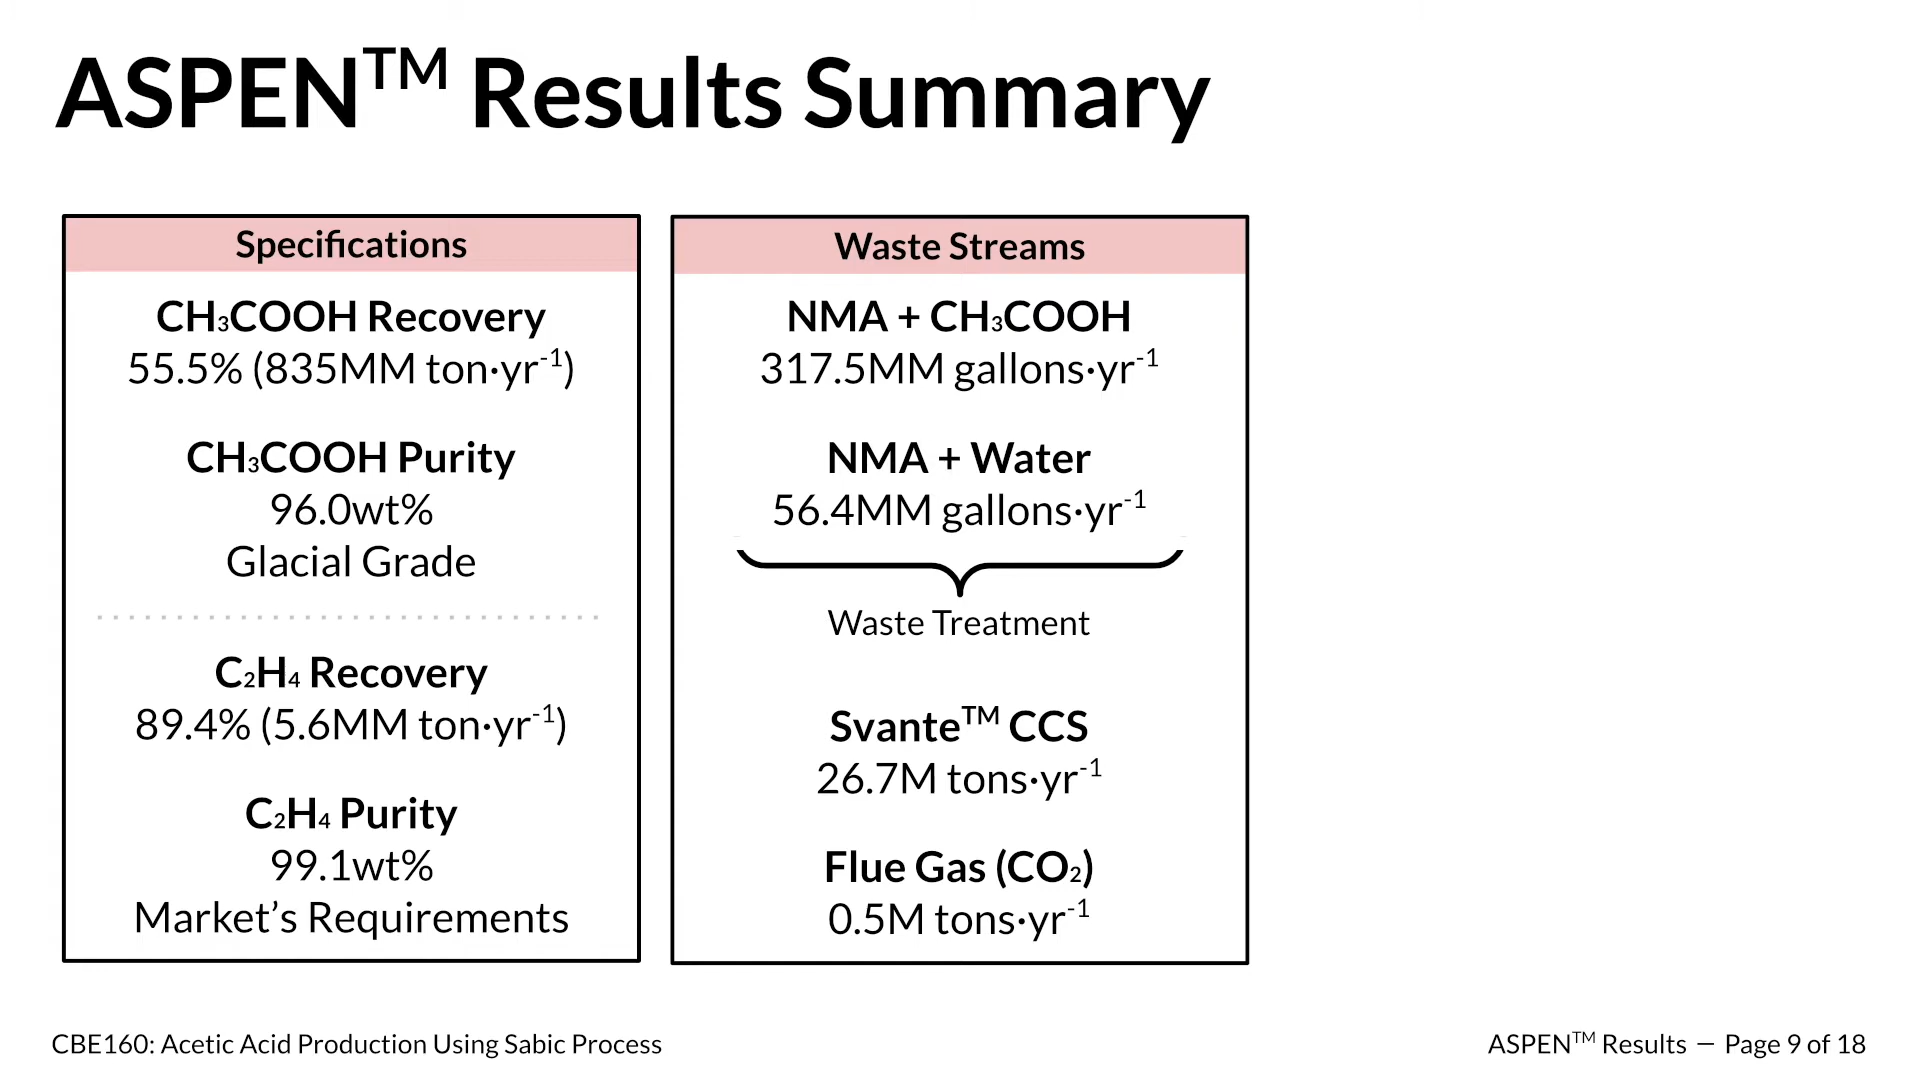 ASPEN™ Results Summary
Specifications
CH₃COOH Recovery
55.5% (835MM ton·yr⁻¹)
CH₃COOH Purity
96.0wt%
Glacial Grade
C₂H₄ Recovery
89.4% (5.6MM ton·yr⁻¹)
C₂H₄ Purity
99.1wt%
Market’s Requirements
Waste Streams
NMA + CH₃COOH
317.5MM gallons·yr⁻¹
NMA + Water
56.4MM gallons·yr⁻¹
Waste Treatment
Svante™ CCS
26.7M tons·yr⁻¹
Flue Gas (CO₂)
0.5M tons·yr⁻¹
CBE160: Acetic Acid Production Using Sabic Process
ASPEN™ Results — Page 9 of 18